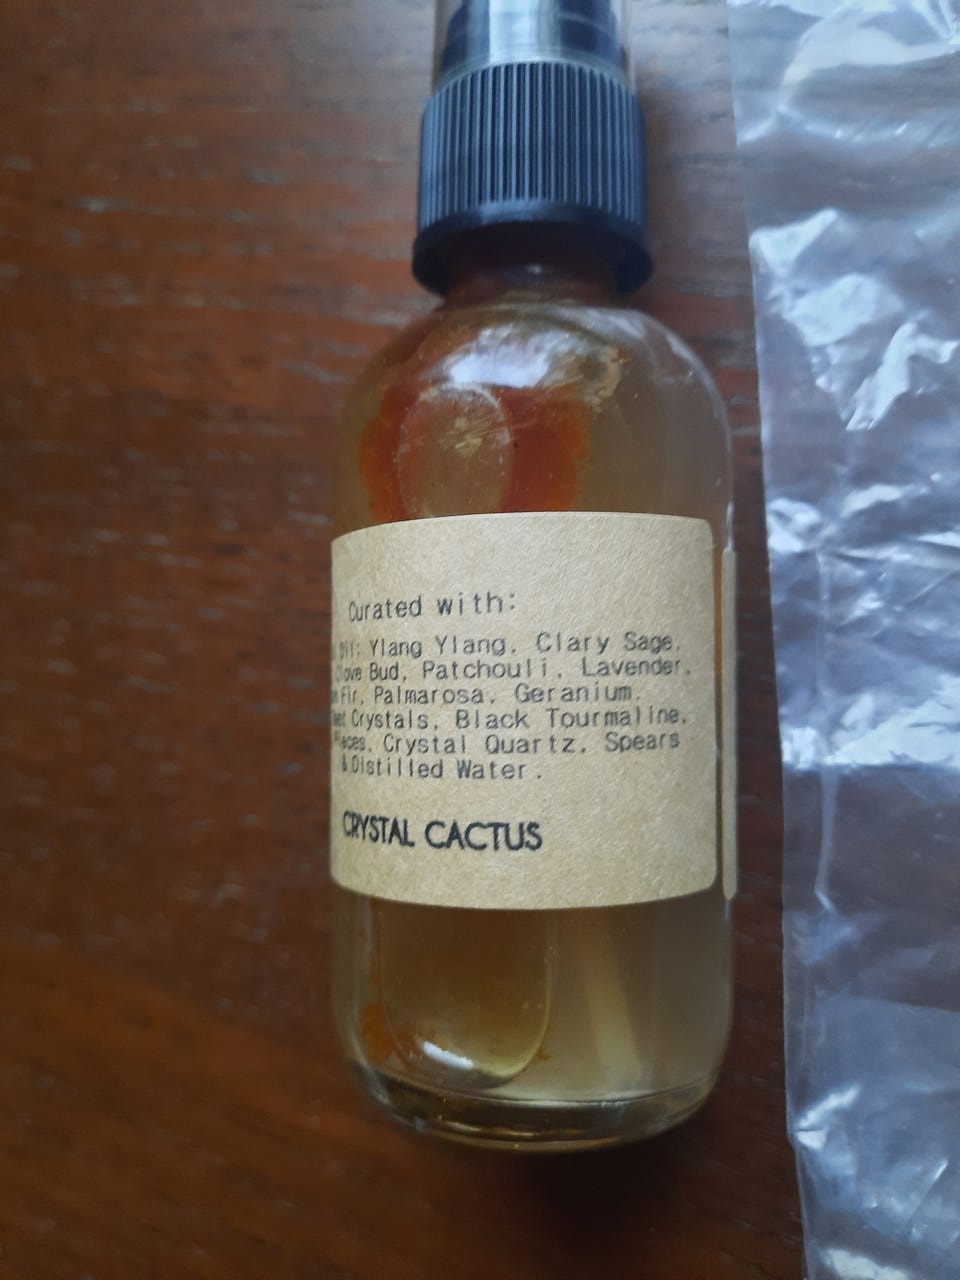 Curated with:
Oil: Ylang Ylang, Clary Sage,
Clove Bud, Patchouli, Lavender,
Fir, Palmarosa, Geranium,
Crystals, Black Tourmaline,
Pieces, Crystal Quartz, Spears
& Distilled Water.
CRYSTAL CACTUS